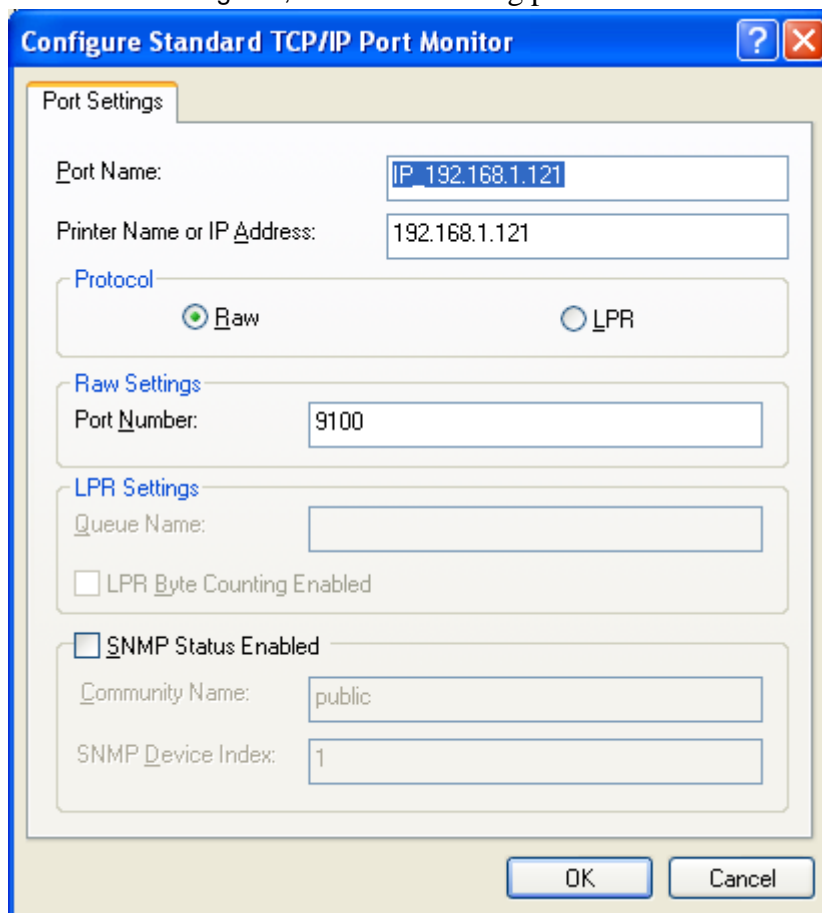 Configure Standard TCP/IP Port Monitor
Port Settings
Port Name: IP_192.168.1.121
Printer Name or IP Address: 192.168.1.121
Protocol
Raw LPR
Raw Settings
Port Number: 9100
LPR Settings
Queue Name:
LPR Byte Counting Enabled
SNMP Status Enabled
Community Name: public
SNMP Device Index: 1
OK Cancel